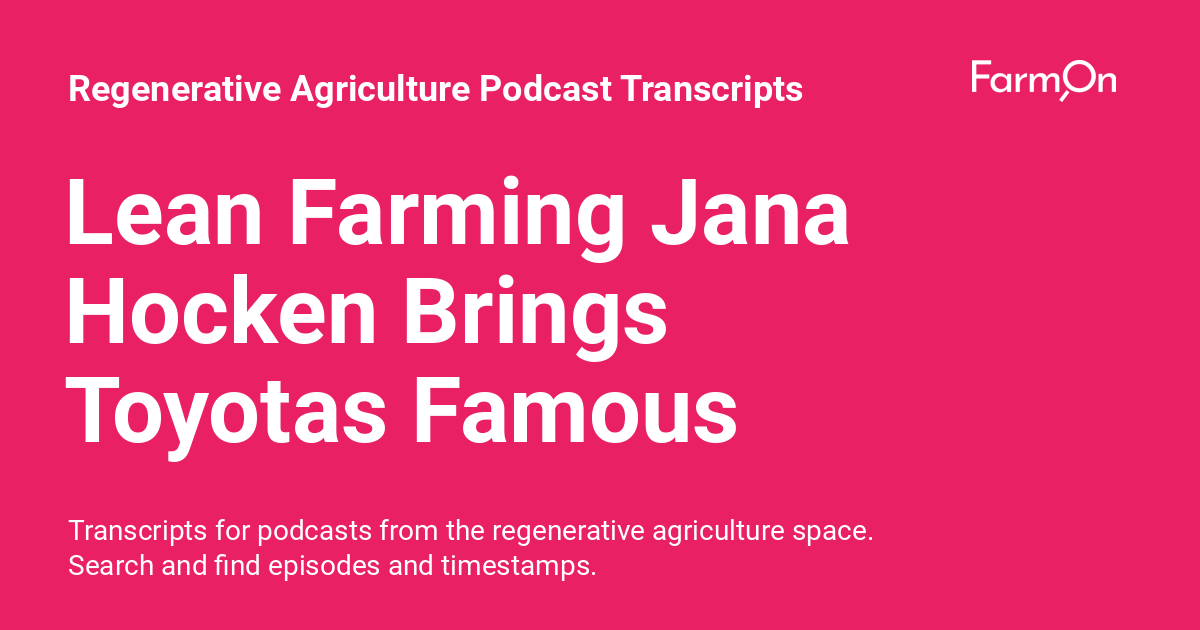 Regenerative Agriculture Podcast Transcripts
FarmOn
Lean Farming Jana
Hocken Brings
Toyotas Famous
Transcripts for podcasts from the regenerative agriculture space.
Search and find episodes and timestamps.